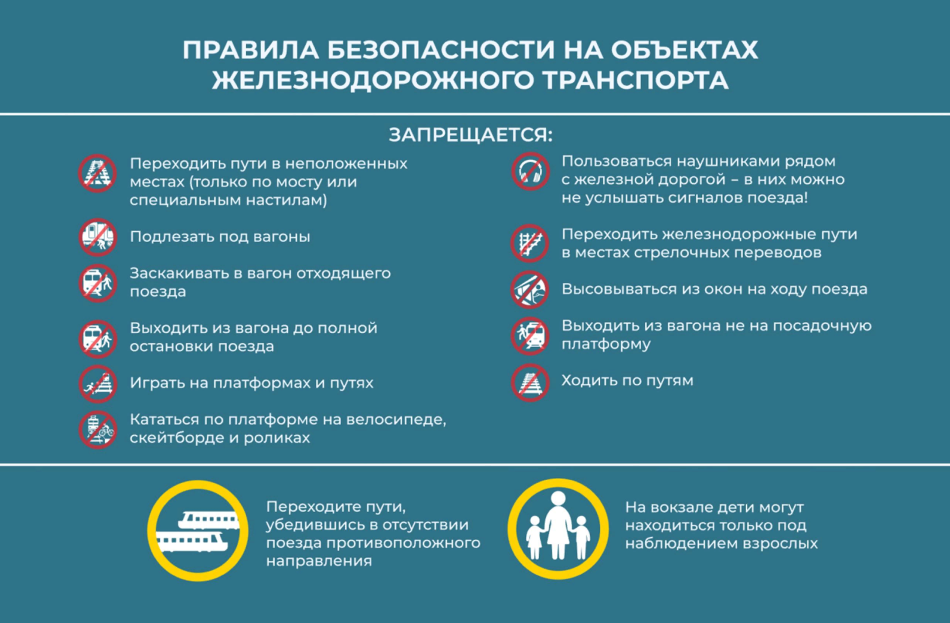 ПРАВИЛА БЕЗОПАСНОСТИ НА ОБЪЕКТАХ
ЖЕЛЕЗНОДОРОЖНОГО ТРАНСПОРТА
ЗАПРЕЩАЕТСЯ:
Переходить пути в неположенных
местах (только по мосту или
специальным настилам)
Подлезать под вагоны
Заскакивать в вагон отходящего
поезда
Выходить из вагона до полной
остановки поезда
Играть на платформах и путях
Кататься по платформе на велосипеде,
скейтборде и роликах
Пользоваться наушниками рядом
с железной дорогой – в них можно
не услышать сигналов поезда!
Переходить железнодорожные пути
в местах стрелочных переводов
Высовываться из окон на ходу поезда
Выходить из вагона не на посадочную
платформу
Ходить по путям
Переходите пути,
убедившись в отсутствии
поезда противоположного
направления
На вокзале дети могут
находиться только под
наблюдением взрослых